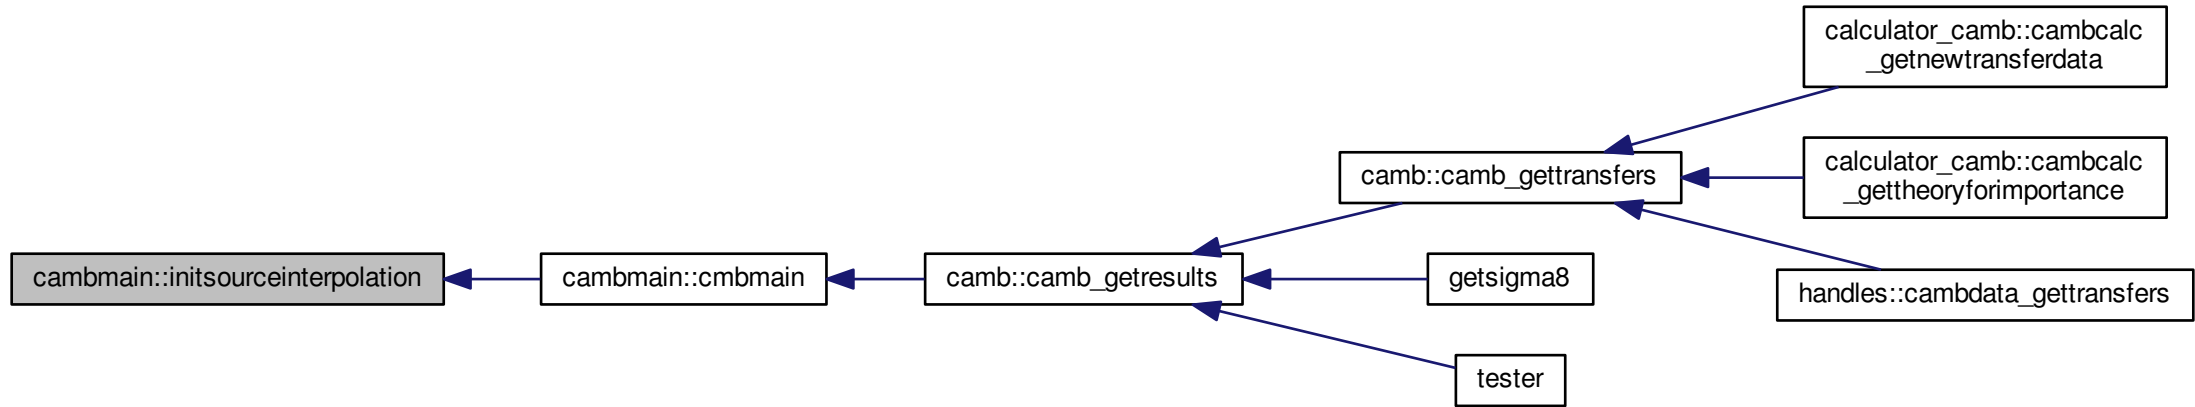 calculator_camb::cambcalc
_getnewtransferdata
calculator_camb::cambcalc
_gettheoryforimportance
camb::camb_gettransfers
handles::cambdata_gettransfers
cambmain::initsourceinterpolation
cambmain::cmbmain
camb::camb_getresults
getsigma8
tester